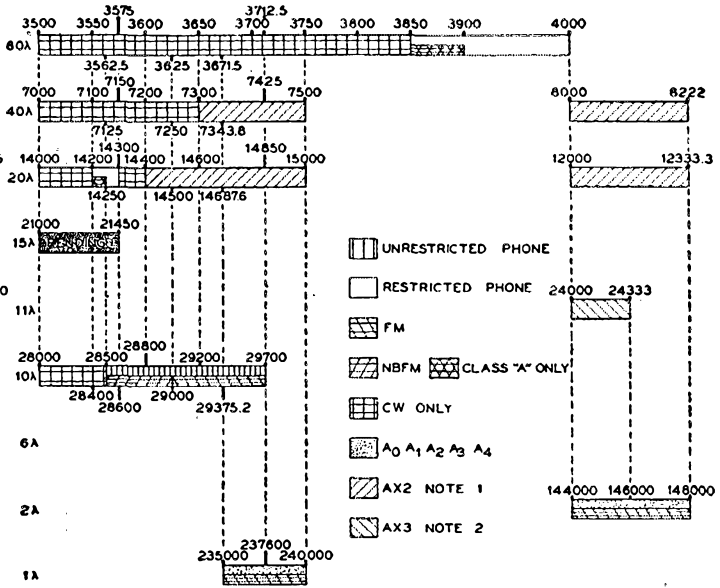 3575 3712.5
3500 3550 3600 3650 3700 3750 3800 3850 3900 4000
80λ
3562.5 3625 3671.5
7150 7425
7000 7100 7200 7300 7500 8000 8222
40λ
7125 7250 7343.8
14300 14850
14000 14200 14400 14600 15000 12000 12333.3
20λ
14250 14500 14687.6
21000 21450
15λ PENDING
24000 24333
11λ
28800
28000 28500 29200 29700
10λ
28400 29000 29375.2
28600
6λ
2λ
144000 146000 148000
237600
235000 240000
1λ
UNRESTRICTED PHONE
RESTRICTED PHONE
FM
NBFM CLASS "A" ONLY
CW ONLY
A0 A1 A2 A3 A4
AX2 NOTE 1
AX3 NOTE 2